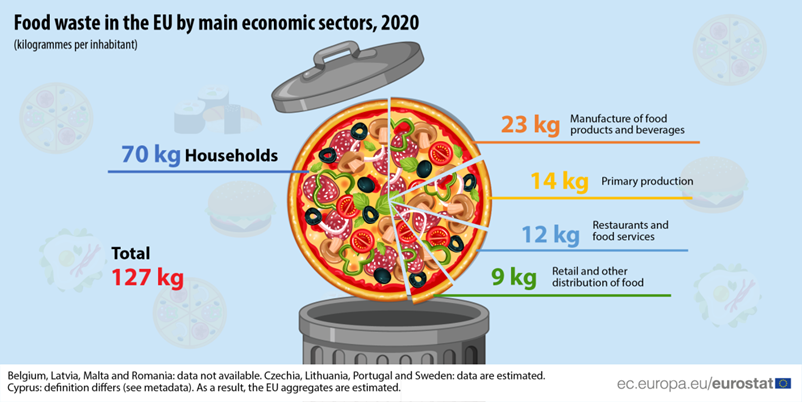 Food waste in the EU by main economic sectors, 2020
(kilogrammes per inhabitant)
70 kg Households
23 kg Manufacture of food
products and beverages
14 kg Primary production
12 kg Restaurants and
food services
9 kg Retail and other
distribution of food
Total
127 kg
Belgium, Latvia, Malta and Romania: data not available. Czechia, Lithuania, Portugal and Sweden: data are estimated.
Cyprus: definition differs (see metadata). As a result, the EU aggregates are estimated.
ec.europa.eu/eurostat